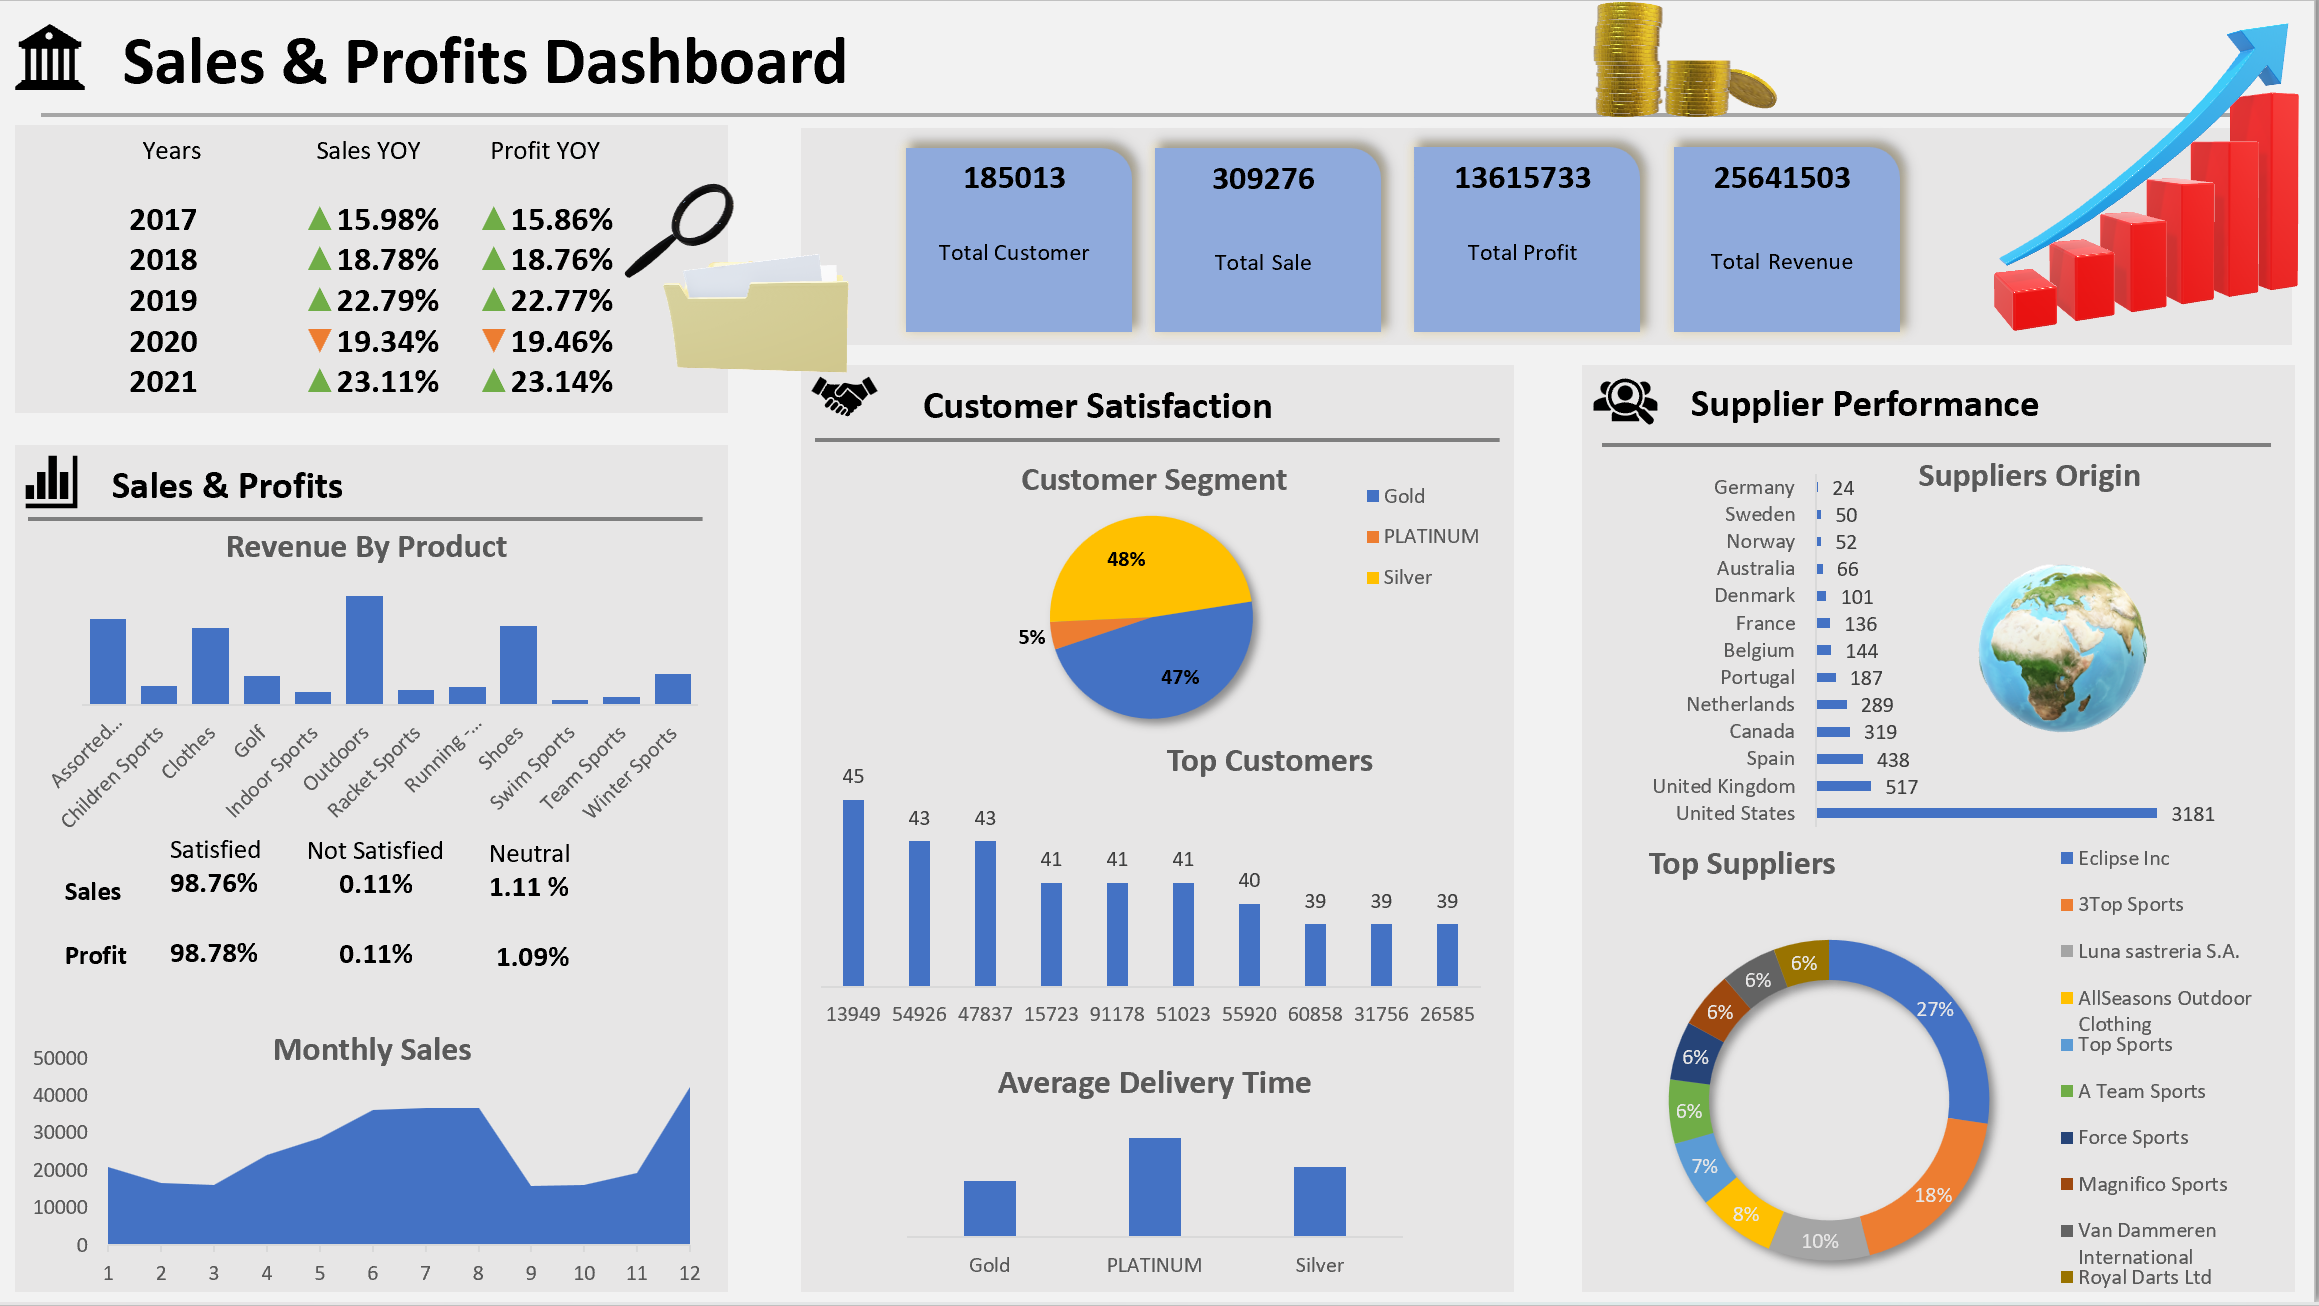 Sales & Profits Dashboard
Years Sales YOY Profit YOY
2017 15.98% 15.86%
2018 18.78% 18.76%
2019 22.79% 22.77%
2020 19.34% 19.46%
2021 23.11% 23.14%
185013
Total Customer
309276
Total Sale
13615733
Total Profit
25641503
Total Revenue
Sales & Profits
Revenue By Product
Assorted...
Children Sports
Clothes
Golf
Indoor Sports
Outdoors
Racket Sports
Running -...
Shoes
Swim Sports
Team Sports
Winter Sports
Satisfied Not Satisfied Neutral
Sales 98.76% 0.11% 1.11 %
Profit 98.78% 0.11% 1.09%
Monthly Sales
50000
40000
30000
20000
10000
0
1 2 3 4 5 6 7 8 9 10 11 12
Customer Satisfaction
Customer Segment
Gold
PLATINUM
Silver
48%
5%
47%
Top Customers
45 43 43 41 41 41 40 39 39 39
13949 54926 47837 15723 91178 51023 55920 60858 31756 26585
Average Delivery Time
Gold PLATINUM Silver
Supplier Performance
Suppliers Origin
Germany 24
Sweden 50
Norway 52
Australia 66
Denmark 101
France 136
Belgium 144
Portugal 187
Netherlands 289
Canada 319
Spain 438
United Kingdom 517
United States 3181
Top Suppliers
27%
18%
10%
8%
7%
6%
6%
6%
6%
6%
Eclipse Inc
3Top Sports
Luna sastreria S.A.
AllSeasons Outdoor
Clothing
Top Sports
A Team Sports
Force Sports
Magnifico Sports
Van Dammeren
International
Royal Darts Ltd